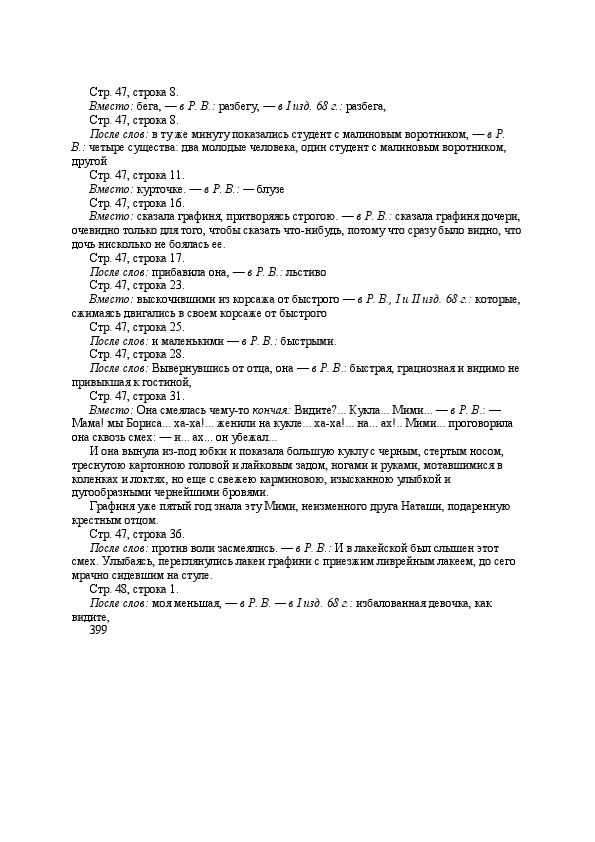 Стр. 47, строка 8.
Вместо: бега, — в Р. В.: разбегу, — в I изд. 68 г.: разбега,
Стр. 47, строка 8.
После слов: в ту же минуту показались студент с малиновым воротником, — в Р.
В.: четыре существа: два молодые человека, один студент с малиновым воротником,
другой
Стр. 47, строка 11.
Вместо: курточке. — в Р. В.: — блузе
Стр. 47, строка 16.
Вместо: сказала графиня, притворяясь строгою. — в Р. В.: сказала графиня дочери,
очевидно только для того, чтобы сказать что-нибудь, потому что сразу было видно, что
дочь нисколько не боялась ее.
Стр. 47, строка 17.
После слов: прибавила она, — в Р. В.: льстиво
Стр. 47, строка 23.
Вместо: выскочившими из корсажа от быстрого — в Р. В., I и II изд. 68 г.: которые,
сжимаясь двигались в своем корсаже от быстрого
Стр. 47, строка 25.
После слов: и маленькими — в Р. В.: быстрыми.
Стр. 47, строка 28.
После слов: Вывернувшись от отца, она — в Р. В.: быстрая, грациозная и видимо не
привыкшая к гостиной,
Стр. 47, строка 31.
Вместо: Она смеялась чему-то кончая: Видите?... Кукла... Мими... — в Р. В.: —
Мама! мы Бориса... ха-ха!... женили на кукле... ха-ха!... на... ах!.. Мими... проговорила
она сквозь смех: — и... ах... он убежал...
И она вынула из-под юбки и показала большую куклу с черным, стертым носом,
треснутою картонною головой и лайковым задом, ногами и руками, мотавшимися в
коленках и локтях, но еще с свежею карминовою, изысканною улыбкой и
дугообразными чернейшими бровями.
Графиня уже пятый год знала эту Мими, неизменного друга Наташи, подаренную
крестным отцом.
Стр. 47, строка 36.
После слов: против воли засмеялись. — в Р. В.: И в лакейской был слышен этот
смех. Улыбаясь, переглянулись лакеи графини с приезжим ливрейным лакеем, до сего
мрачно сидевшим на стуле.
Стр. 48, строка 1.
После слов: моя меньшая, — в Р. В. — в I изд. 68 г.: избалованная девочка, как
видите,
399